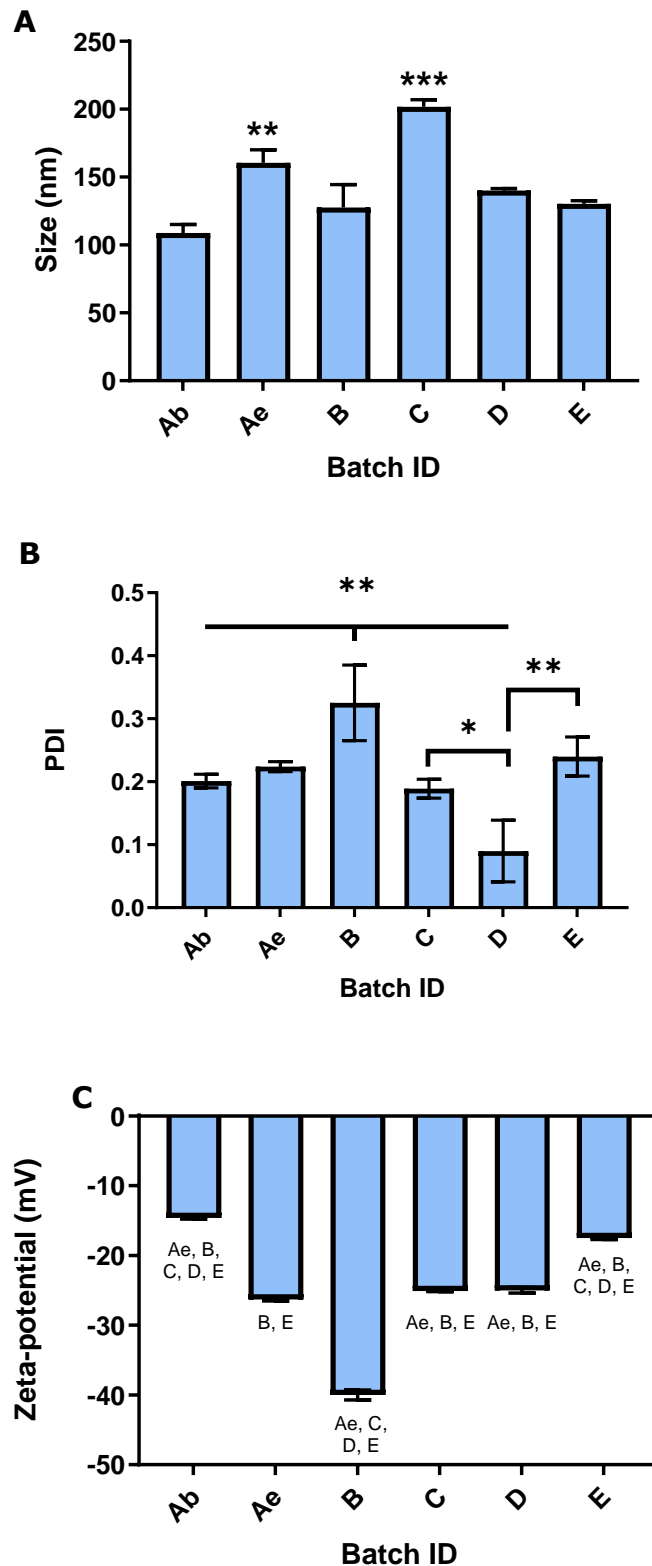 A
Size (nm)
250
200
150
100
50
0
**
***
Ab Ae B C D E
Batch ID
B
PDI
0.5
0.4
0.3
0.2
0.1
0.0
**
*
**
Ab Ae B C D E
Batch ID
C
Zeta-potential (mV)
0
-10
-20
-30
-40
-50
Ae, B,
C, D, E
B, E
Ae, C,
D, E
Ae, B, E
Ae, B, E
Ae, B,
C, D, E
Ab Ae B C D E
Batch ID